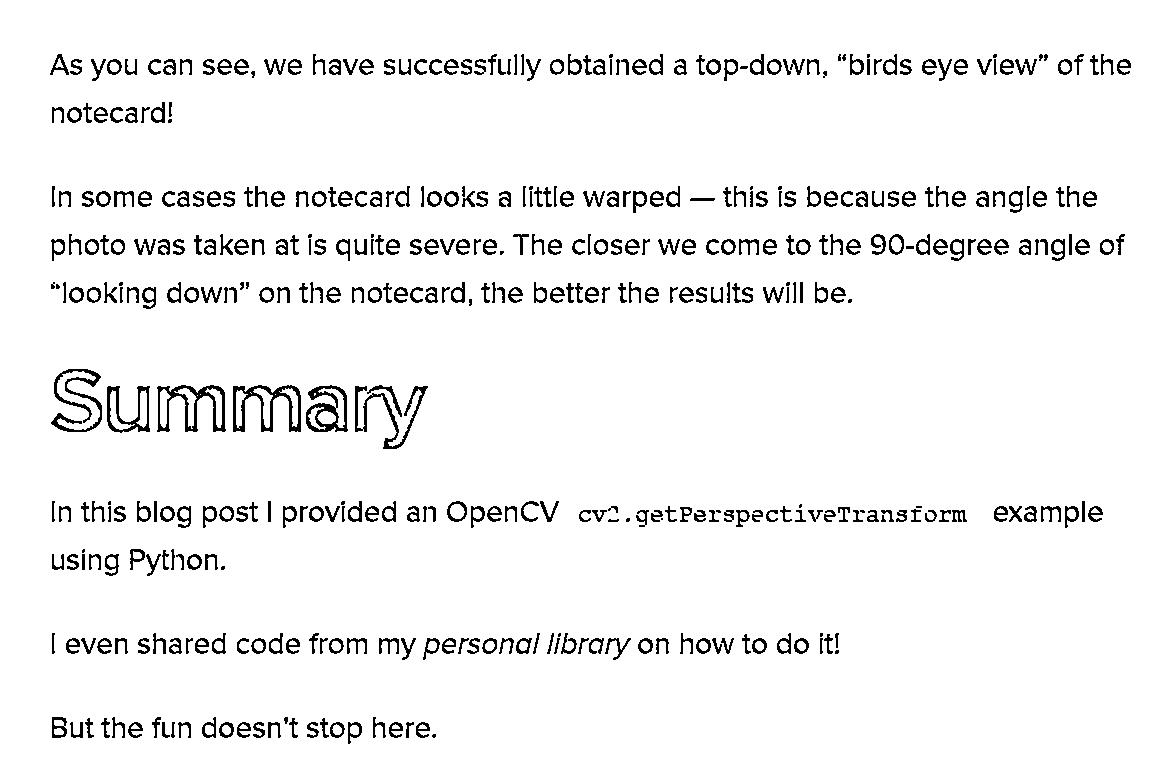 As you can see, we have successfully obtained a top-down, “birds eye view” of the
notecard!
In some cases the notecard looks a little warped — this is because the angle the
photo was taken at is quite severe. The closer we come to the 90-degree angle of
“looking down” on the notecard, the better the results will be.
Summary
In this blog post I provided an OpenCV cv2.getPerspectiveTransform example
using Python.
I even shared code from my personal library on how to do it!
But the fun doesn't stop here.